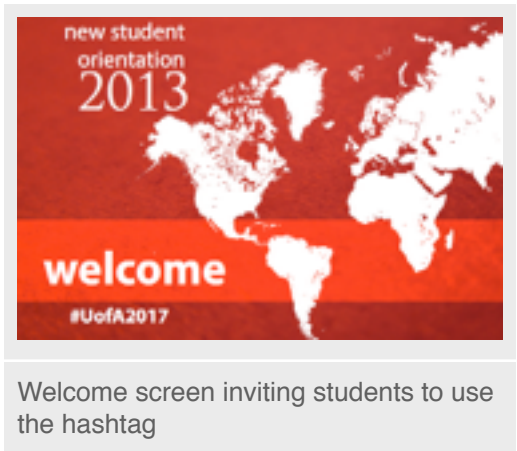 new student
orientation
2013
welcome
#UofA2017
Welcome screen inviting students to use
the hashtag